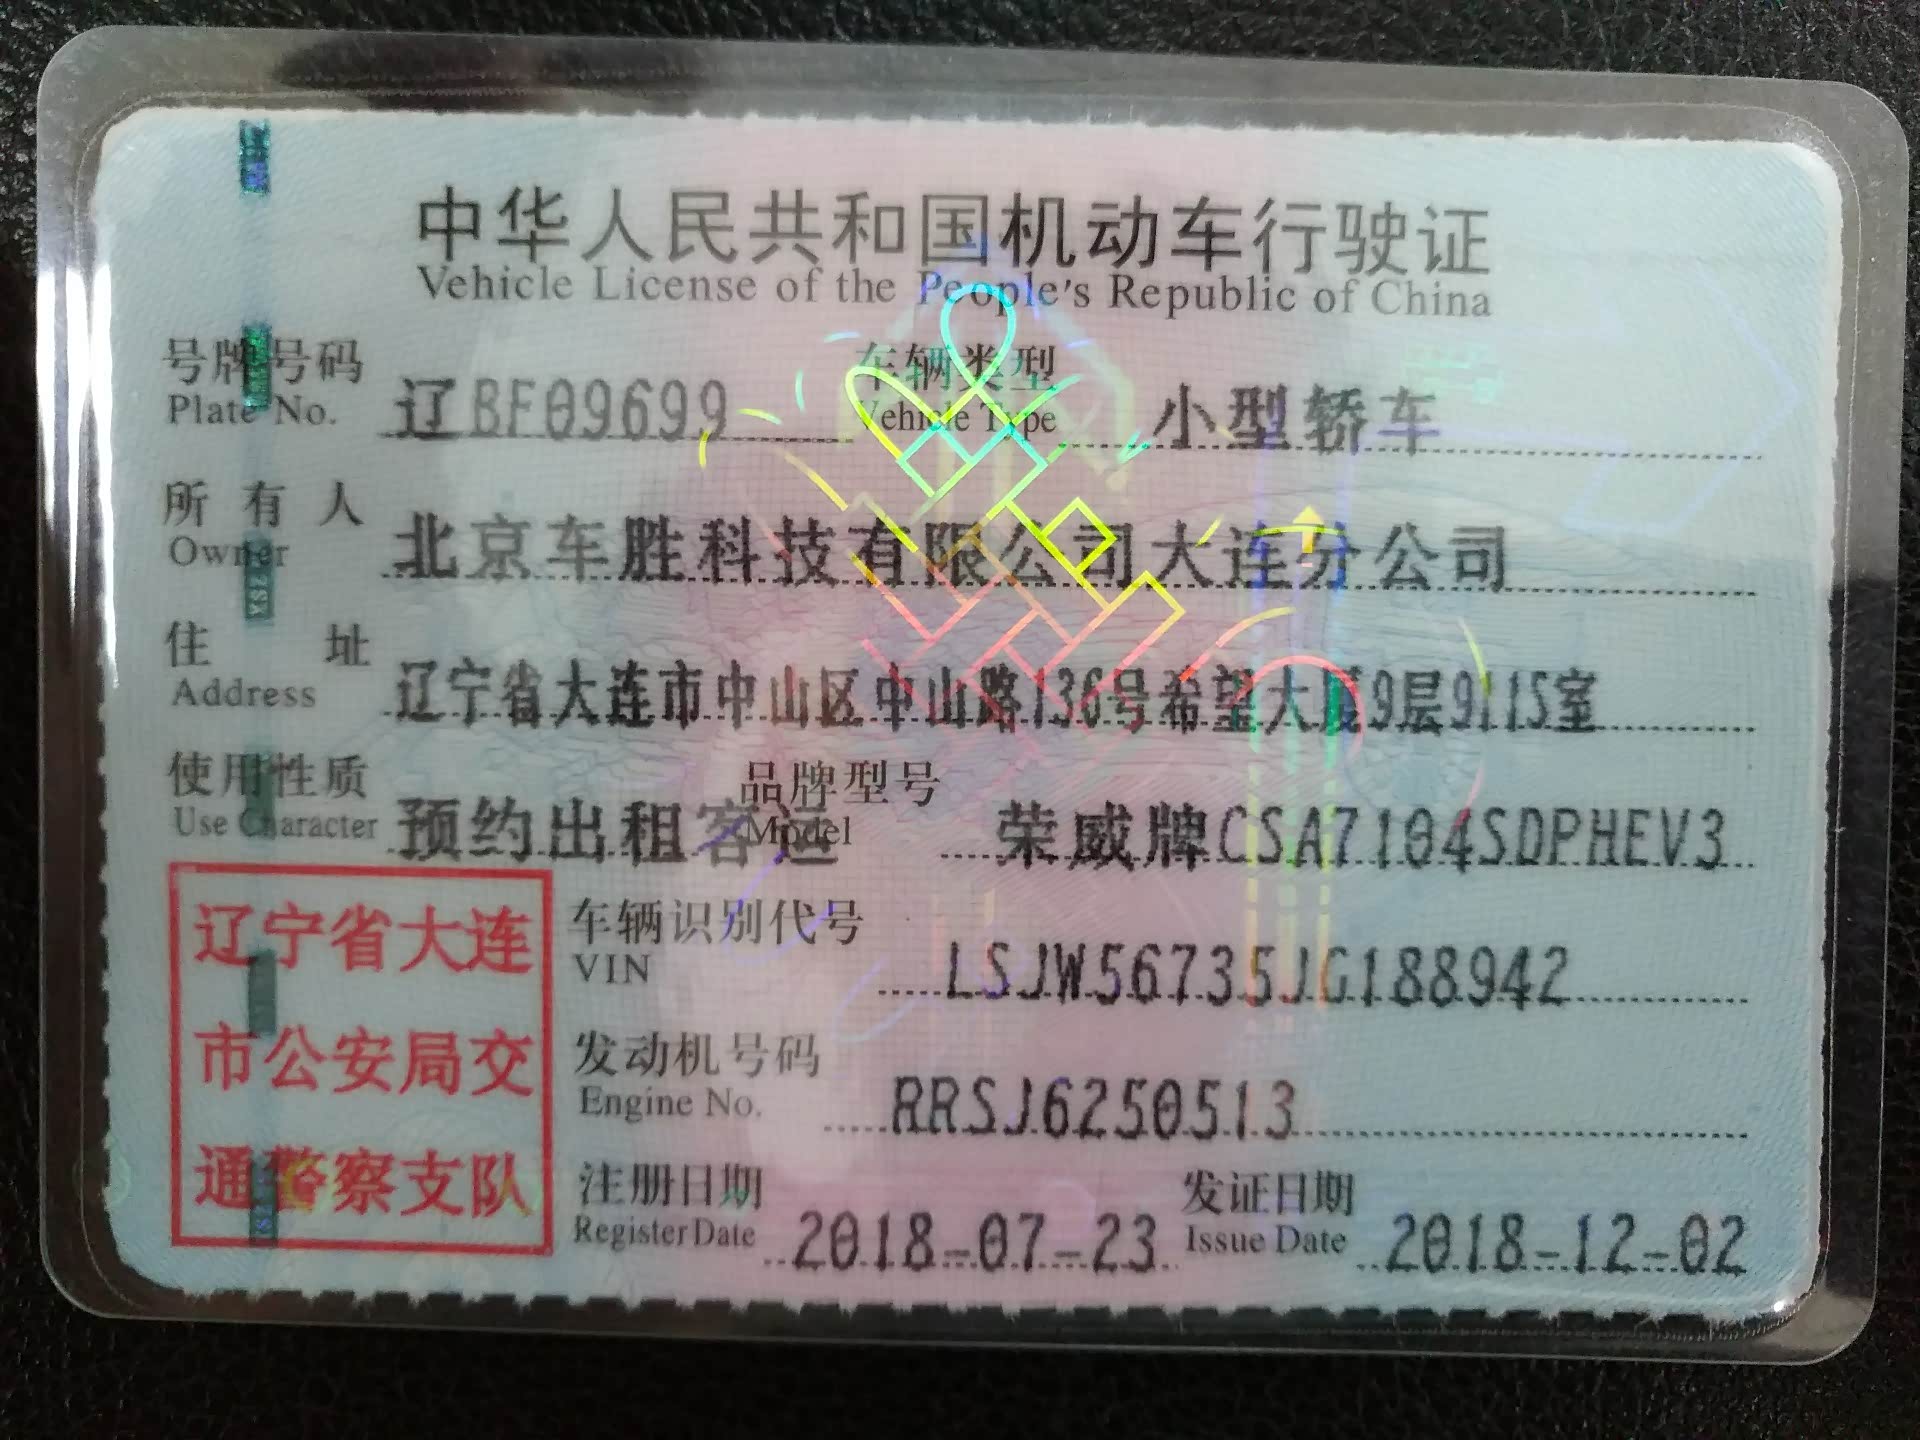 中华人民共和国机动车行驶证
Vehicle License of the People's Republic of China
号牌号码 辽BF09699 车辆类型 小型轿车
Plate No. Vehicle Type
所有人 北京车胜科技有限公司大连分公司
Owner
住址 辽宁省大连市中山区中山路136号希望大厦9层911S室
Address
使用性质 预约出租客运 品牌型号 荣威牌CSA7104SDPHEV3
Use Character Model
车辆识别代号 LSJW56735JG188942
VIN
发动机号码 RRSJ6250513
Engine No.
注册日期 2018-07-23 发证日期 2018-12-02
Register Date Issue Date
辽宁省大连
市公安局交
通警察支队